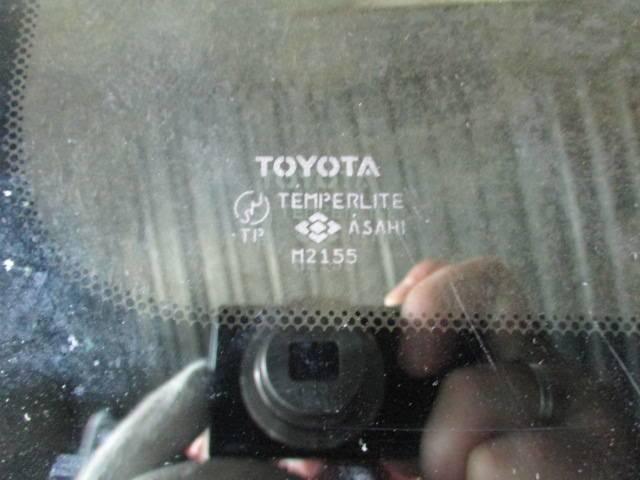 TOYOTA
TEMPERLITE
TP ASAHI
M2155